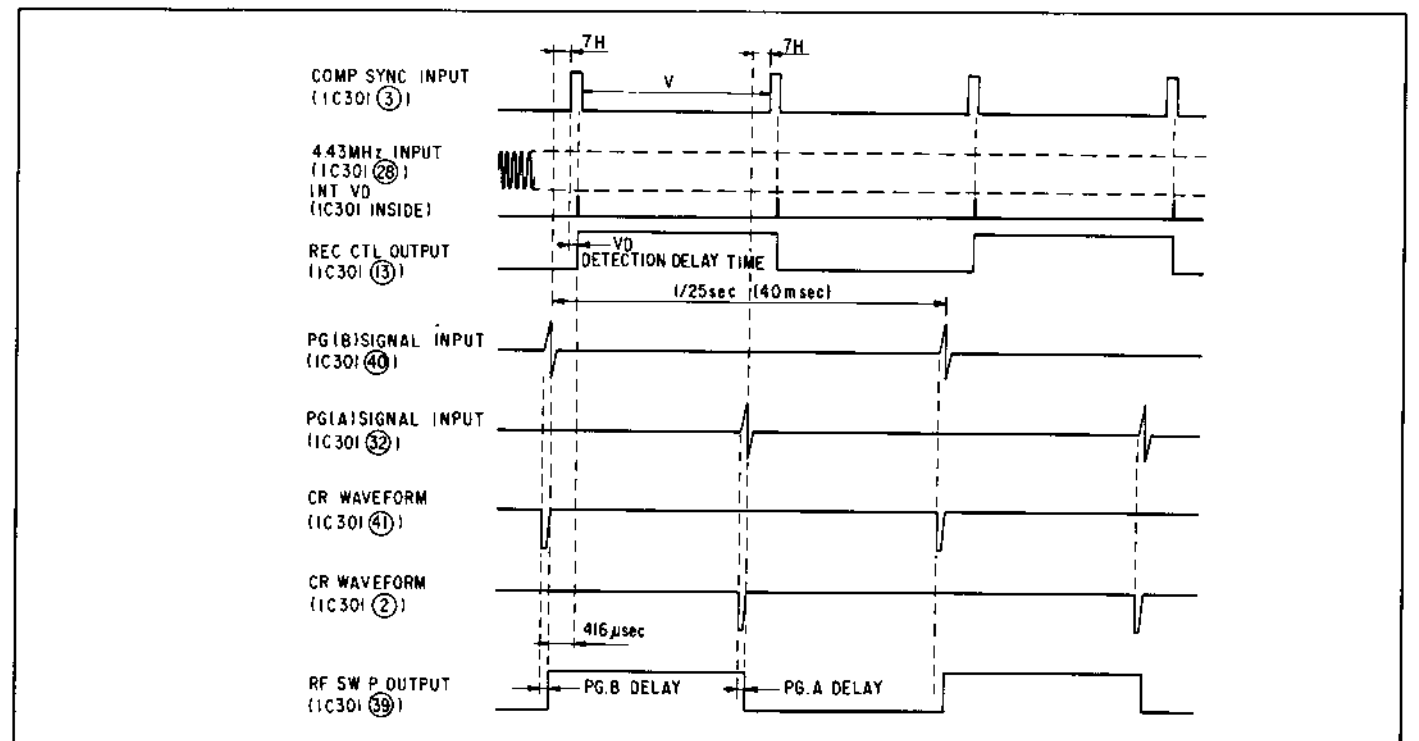 7H 7H
COMP SYNC INPUT
(IC301 ③)
V
4.43MHz INPUT
(IC301 ㉘)
INT VD
(IC301 INSIDE)
REC CTL OUTPUT
(IC301 ⑬)
VD
DETECTION DELAY TIME
1/25sec (40msec)
PG(B)SIGNAL INPUT
(IC301 ㊵)
PG(A)SIGNAL INPUT
(IC301 ㉜)
CR WAVEFORM
(IC301 ㊶)
CR WAVEFORM
(IC301 ②)
416μsec
RF SW P OUTPUT
(IC301 ㊴)
PG.B DELAY PG.A DELAY